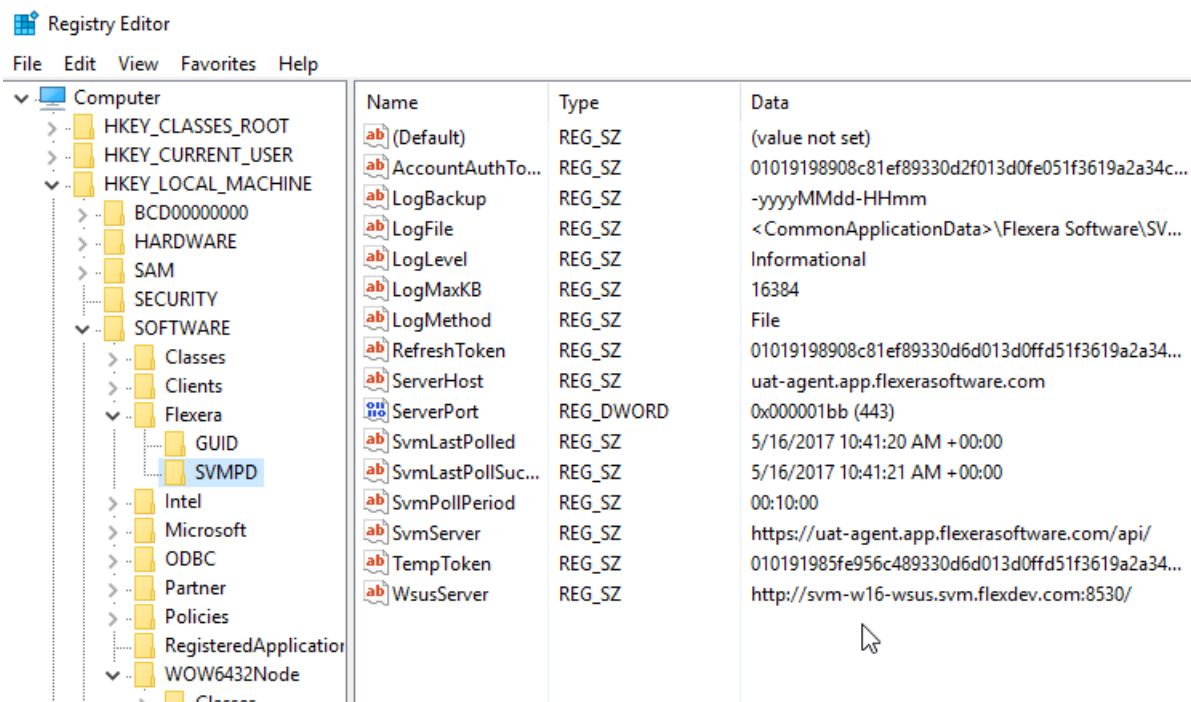 Registry Editor
File Edit View Favorites Help
Computer
HKEY_CLASSES_ROOT
HKEY_CURRENT_USER
HKEY_LOCAL_MACHINE
BCD00000000
HARDWARE
SAM
SECURITY
SOFTWARE
Classes
Clients
Flexera
GUID
SVMPD
Intel
Microsoft
ODBC
Partner
Policies
RegisteredApplication
WOW6432Node
Classes
Name Type Data
(Default) REG_SZ (value not set)
AccountAuthTo... REG_SZ 01019198908c81ef89330d2f013d0fe051f3619a2a34c...
LogBackup REG_SZ -yyyyMMdd-HHmm
LogFile REG_SZ <CommonApplicationData>\Flexera Software\SV...
LogLevel REG_SZ Informational
LogMaxKB REG_SZ 16384
LogMethod REG_SZ File
RefreshToken REG_SZ 01019198908c81ef89330d6d013d0ffd51f3619a2a34...
ServerHost REG_SZ uat-agent.app.flexerasoftware.com
ServerPort REG_DWORD 0x000001bb (443)
SvmLastPolled REG_SZ 5/16/2017 10:41:20 AM +00:00
SvmLastPollSuc... REG_SZ 5/16/2017 10:41:21 AM +00:00
SvmPollPeriod REG_SZ 00:10:00
SvmServer REG_SZ https://uat-agent.app.flexerasoftware.com/api/
TempToken REG_SZ 010191985fe956c489330d6d013d0ffd51f3619a2a34...
WsusServer REG_SZ http://svm-w16-wsus.svm.flexdev.com:8530/